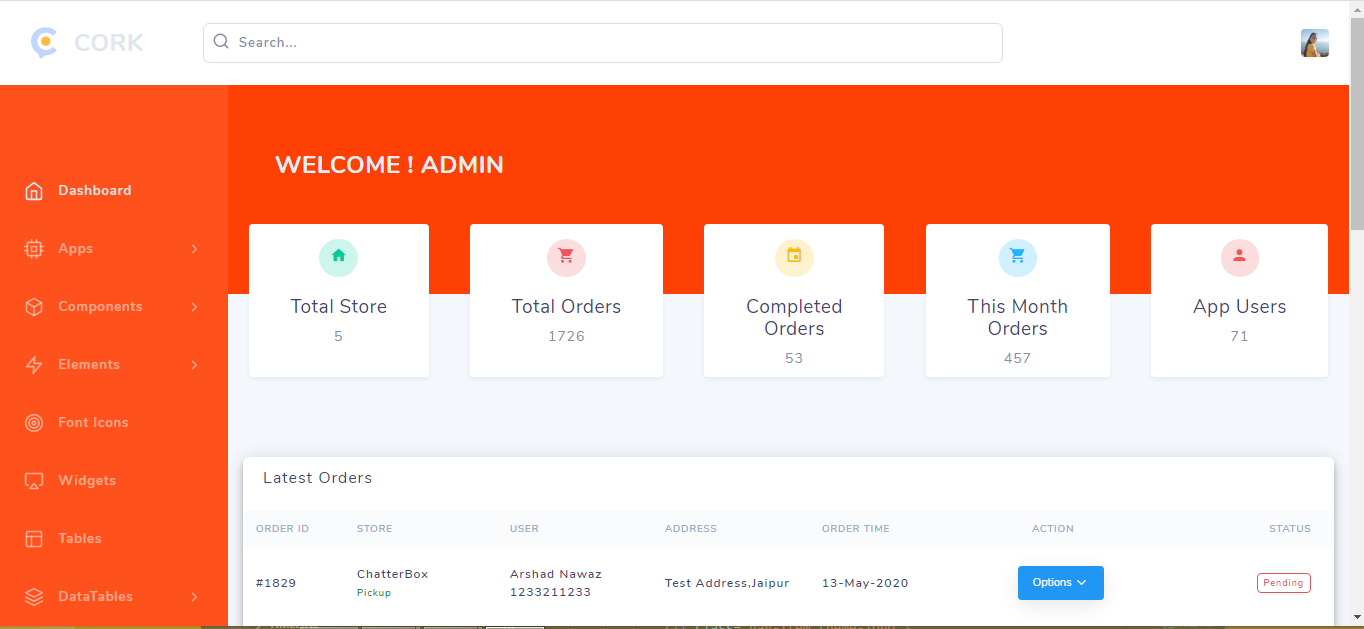 CORK
Search...
WELCOME ! ADMIN
Dashboard
Apps
Components
Elements
Font Icons
Widgets
Tables
DataTables
Total Store
5
Total Orders
1726
Completed
Orders
53
This Month
Orders
457
App Users
71
Latest Orders
ORDER ID STORE USER ADDRESS ORDER TIME ACTION STATUS
#1829 ChatterBox Arshad Nawaz Test Address,Jaipur 13-May-2020 Options Pending
Pickup 1233211233